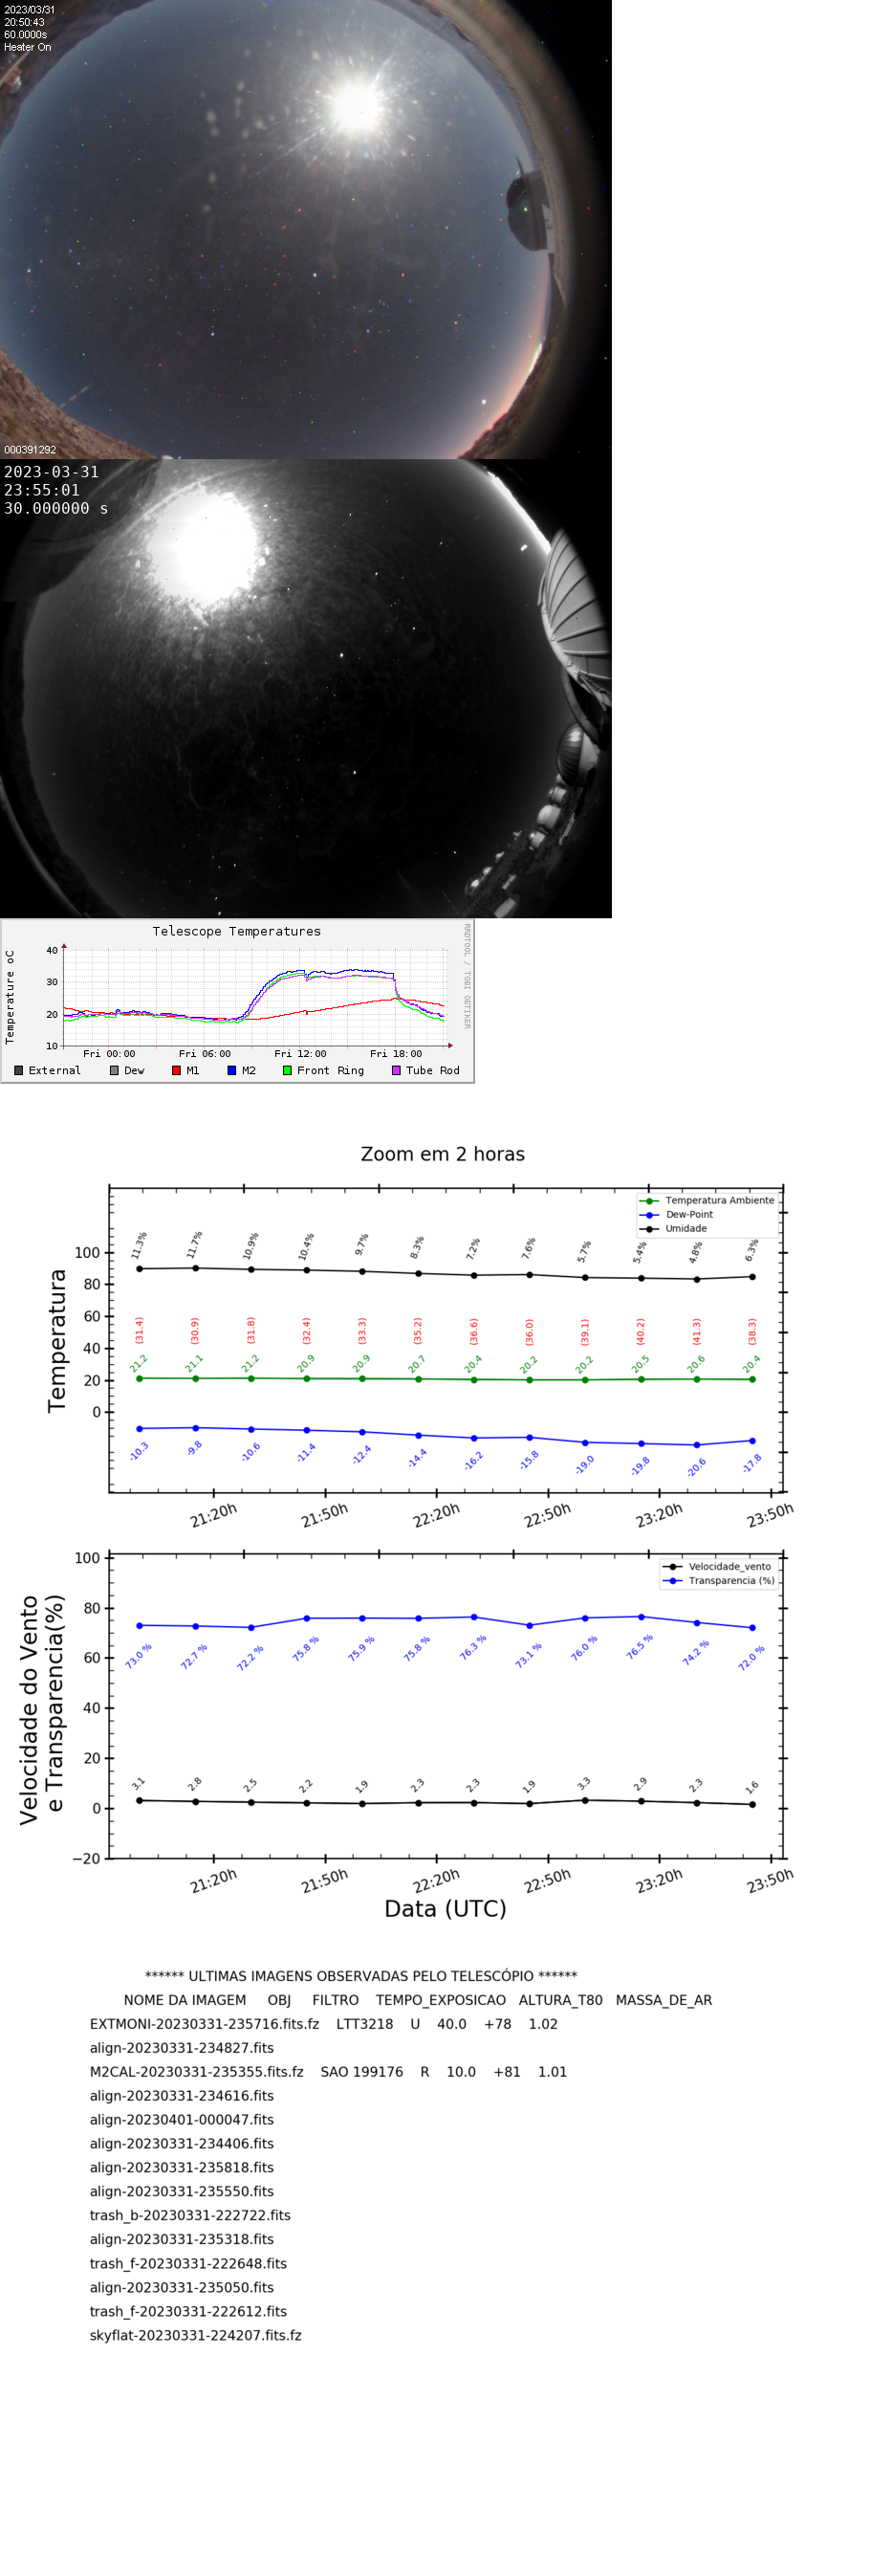 2023/03/31
20:50:43
60.0000s
Heater On
000391292
2023-03-31
23:55:01
30.000000 s
Telescope Temperatures
RRDTOOL / TOBI OETIKER
Temperature oC
40
30
20
10
Fri 00:00 Fri 06:00 Fri 12:00 Fri 18:00
External Dew M1 M2 Front Ring Tube Rod
Zoom em 2 horas
Temperatura Ambiente
Dew-Point
Umidade
Temperatura
100
80
60
40
20
0
11.3% 11.7% 10.9% 10.4% 9.7% 8.3% 7.2% 7.6% 5.7% 5.4% 4.8% 6.3%
(31.4) (30.9) (31.8) (32.4) (33.3) (35.2) (36.6) (36.0) (39.1) (40.2) (41.3) (38.3)
21.2 21.1 21.2 20.9 20.9 20.7 20.4 20.2 20.2 20.5 20.6 20.4
-10.3 -9.8 -10.6 -11.4 -12.4 -14.4 -16.2 -15.8 -19.0 -19.8 -20.6 -17.8
21:20h 21:50h 22:20h 22:50h 23:20h 23:50h
Velocidade_vento
Transparencia (%)
Velocidade do Vento
e Transparencia(%)
100
80
60
40
20
0
−20
73.0 % 72.7 % 72.2 % 75.8 % 75.9 % 75.8 % 76.3 % 73.1 % 76.0 % 76.5 % 74.2 % 72.0 %
3.1 2.8 2.5 2.2 1.9 2.3 2.3 1.9 3.3 2.9 2.3 1.6
21:20h 21:50h 22:20h 22:50h 23:20h 23:50h
Data (UTC)
****** ULTIMAS IMAGENS OBSERVADAS PELO TELESCÓPIO ******
NOME DA IMAGEM OBJ FILTRO TEMPO_EXPOSICAO ALTURA_T80 MASSA_DE_AR
EXTMONI-20230331-235716.fits.fz LTT3218 U 40.0 +78 1.02
align-20230331-234827.fits
M2CAL-20230331-235355.fits.fz SAO 199176 R 10.0 +81 1.01
align-20230331-234616.fits
align-20230401-000047.fits
align-20230331-234406.fits
align-20230331-235818.fits
align-20230331-235550.fits
trash_b-20230331-222722.fits
align-20230331-235318.fits
trash_f-20230331-222648.fits
align-20230331-235050.fits
trash_f-20230331-222612.fits
skyflat-20230331-224207.fits.fz